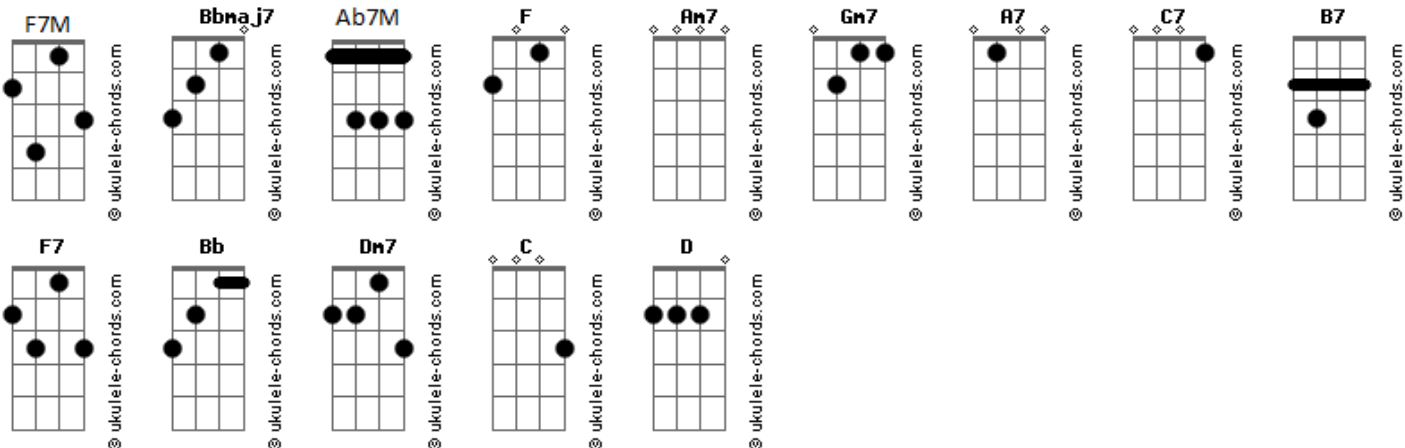 F7M Bbmaj7 Ab7M F Am7 Gm7 A7 C7 B7
© ukulele-chords.com © ukulele-chords.com © ukulele-chords.com © ukulele-chords.com © ukulele-chords.com © ukulele-chords.com © ukulele-chords.com © ukulele-chords.com © ukulele-chords.com
F7 Bb Dm7 C D
© ukulele-chords.com © ukulele-chords.com © ukulele-chords.com © ukulele-chords.com © ukulele-chords.com